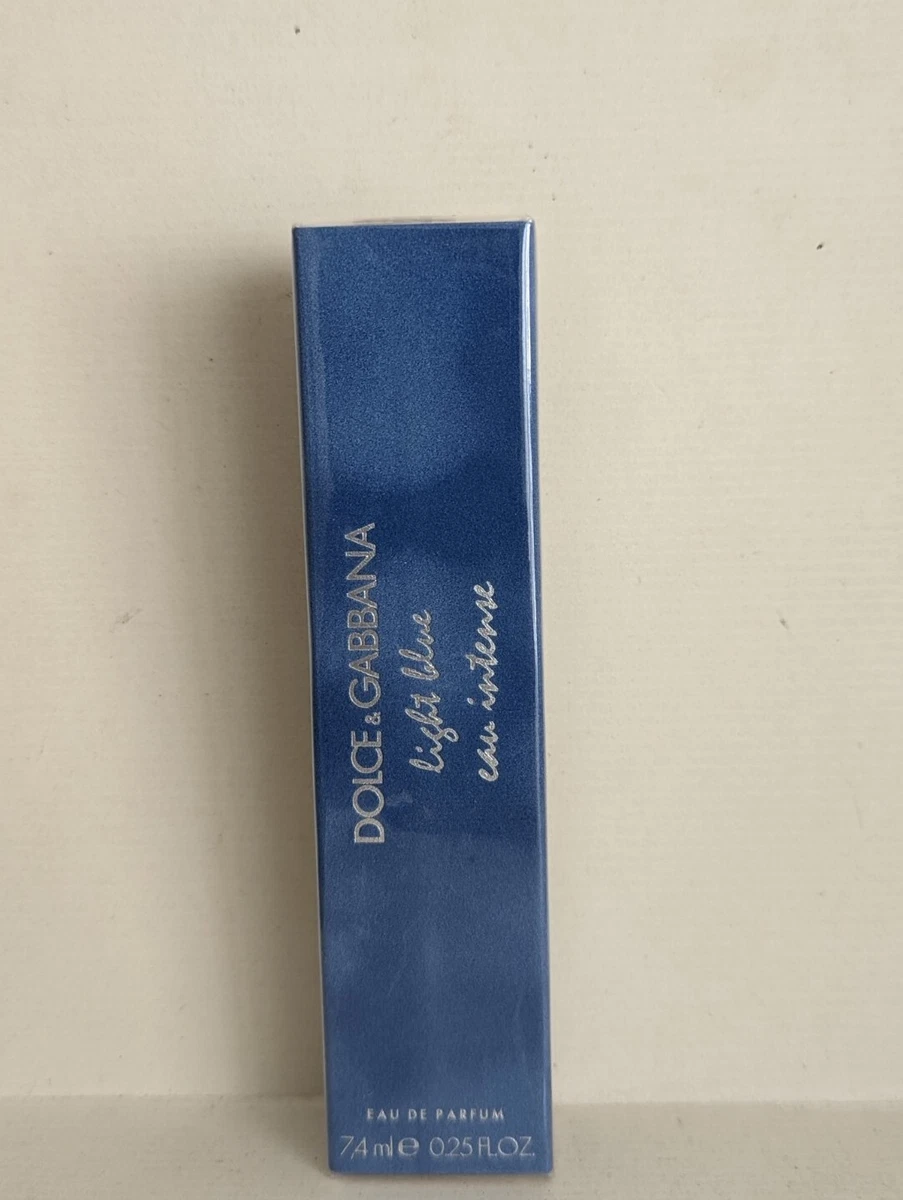 DOLCE & GABBANA
light blue
eau intense
EAU DE PARFUM
7,4 ml e 0.25 FL.OZ.